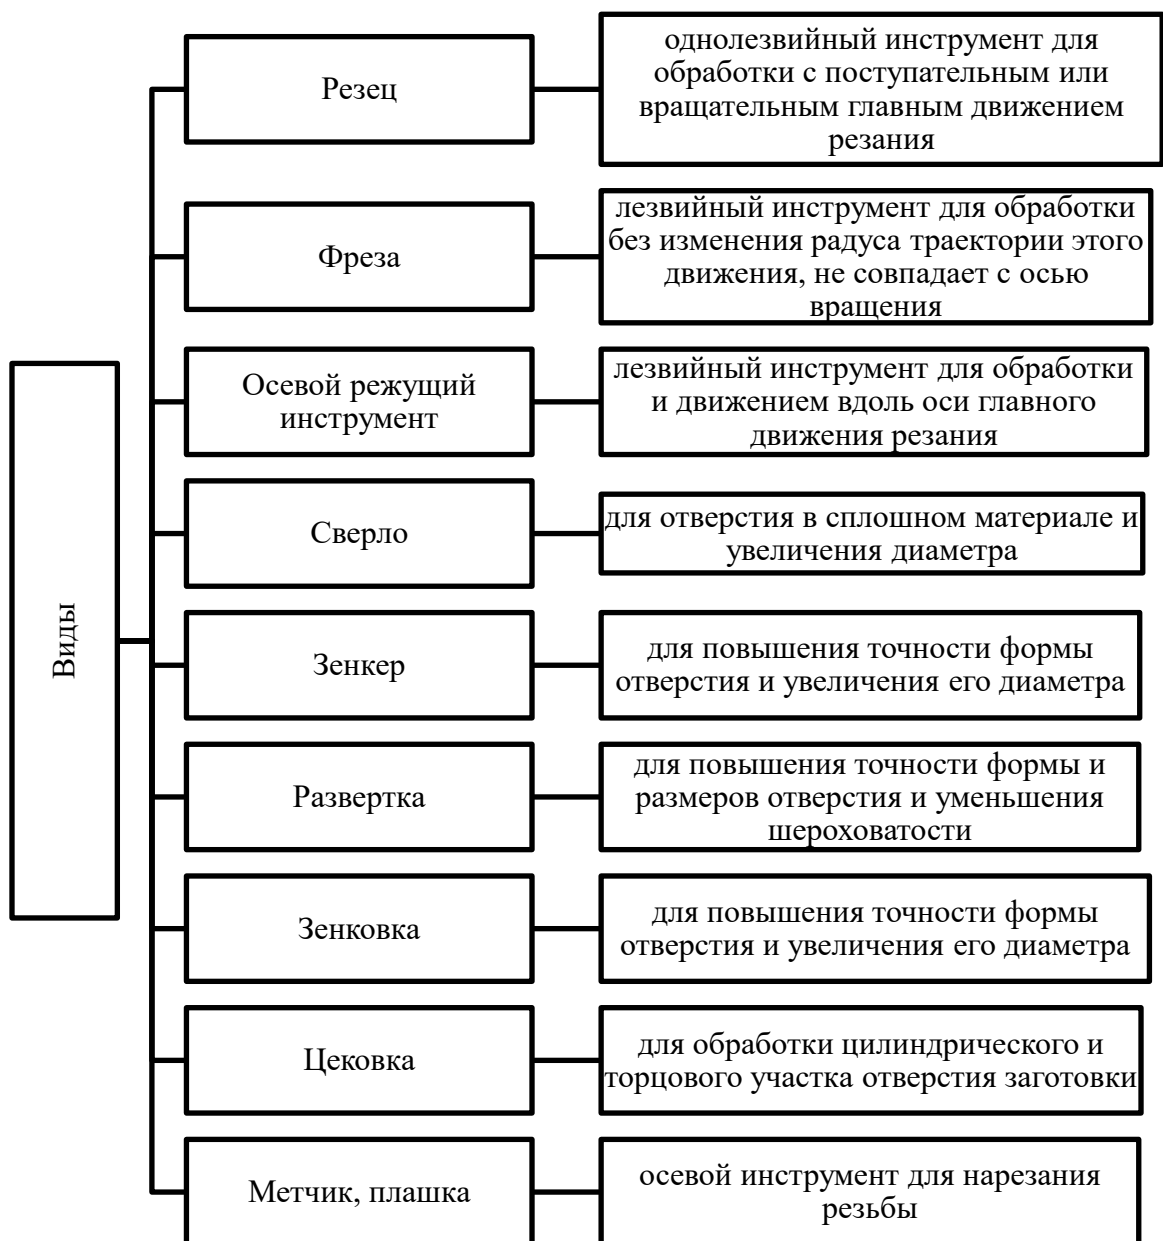 Виды
Резец
однолезвийный инструмент для
обработки с поступательным или
вращательным главным движением
резания
Фреза
лезвийный инструмент для обработки
без изменения радуса траектории этого
движения, не совпадает с осью
вращения
Осевой режущий
инструмент
лезвийный инструмент для обработки
и движением вдоль оси главного
движения резания
Сверло
для отверстия в сплошном материале и
увеличения диаметра
Зенкер
для повышения точности формы
отверстия и увеличения его диаметра
Развертка
для повышения точности формы и
размеров отверстия и уменьшения
шероховатости
Зенковка
для повышения точности формы
отверстия и увеличения его диаметра
Цековка
для обработки цилиндрического и
торцового участка отверстия заготовки
Метчик, плашка
осевой инструмент для нарезания
резьбы